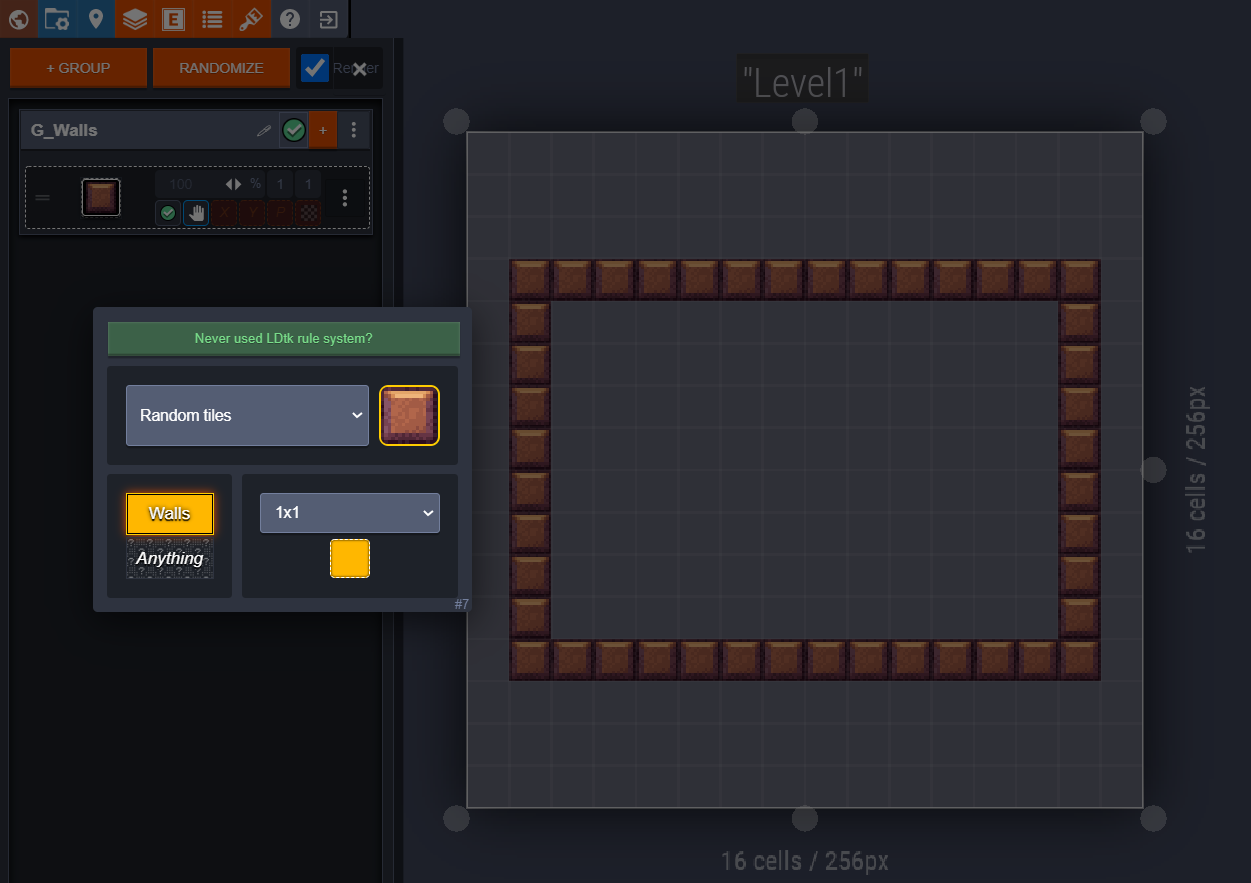 E
+ GROUP
RANDOMIZE
"Level1"
G_Walls
+
100
%
1
1
X
Y
P
Never used LDtk rule system?
Random tiles
Walls
Anything
1x1
#7
16 cells / 256px
16 cells / 256px